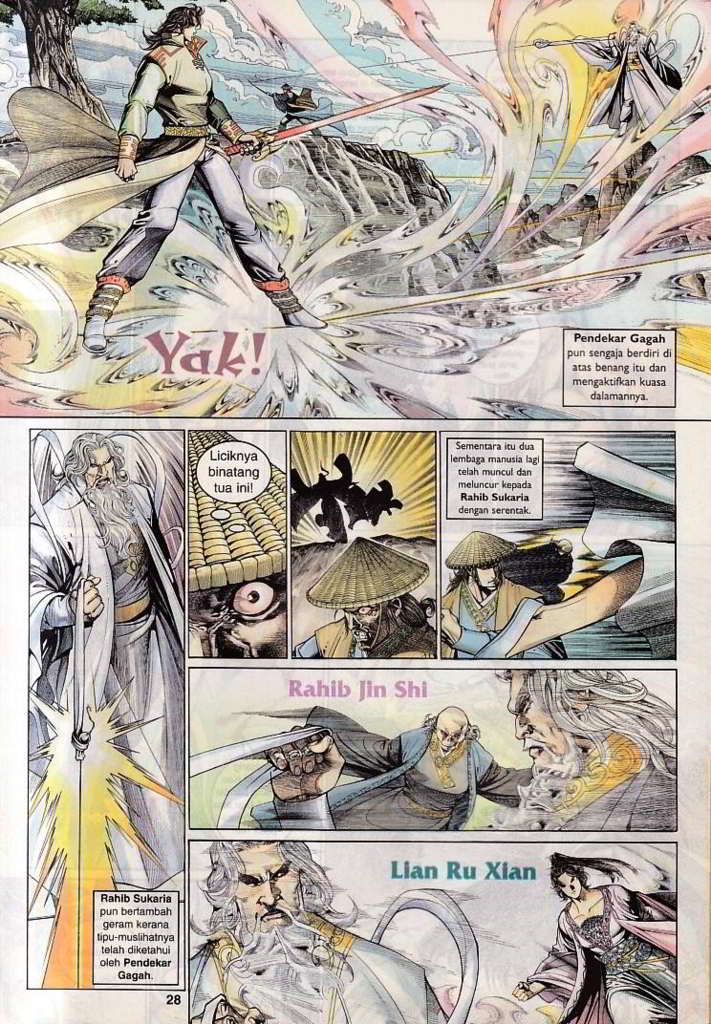 Yak!
Pendekar Gagah
pun sengaja berdiri di
atas benang itu dan
mengaktifkan kuasa
dalamannya.
Liciknya
binatang
tua ini!
Sementara itu dua
lembaga manusia lagi
telah muncul dan
meluncur kepada
Rahib Sukaria
dengan serentak.
Rahib Jin Shi
Rahib Sukaria
pun bertambah
geram kerana
tipu-muslihatnya
telah diketahui
oleh Pendekar
Gagah.
Lian Ru Xian
28